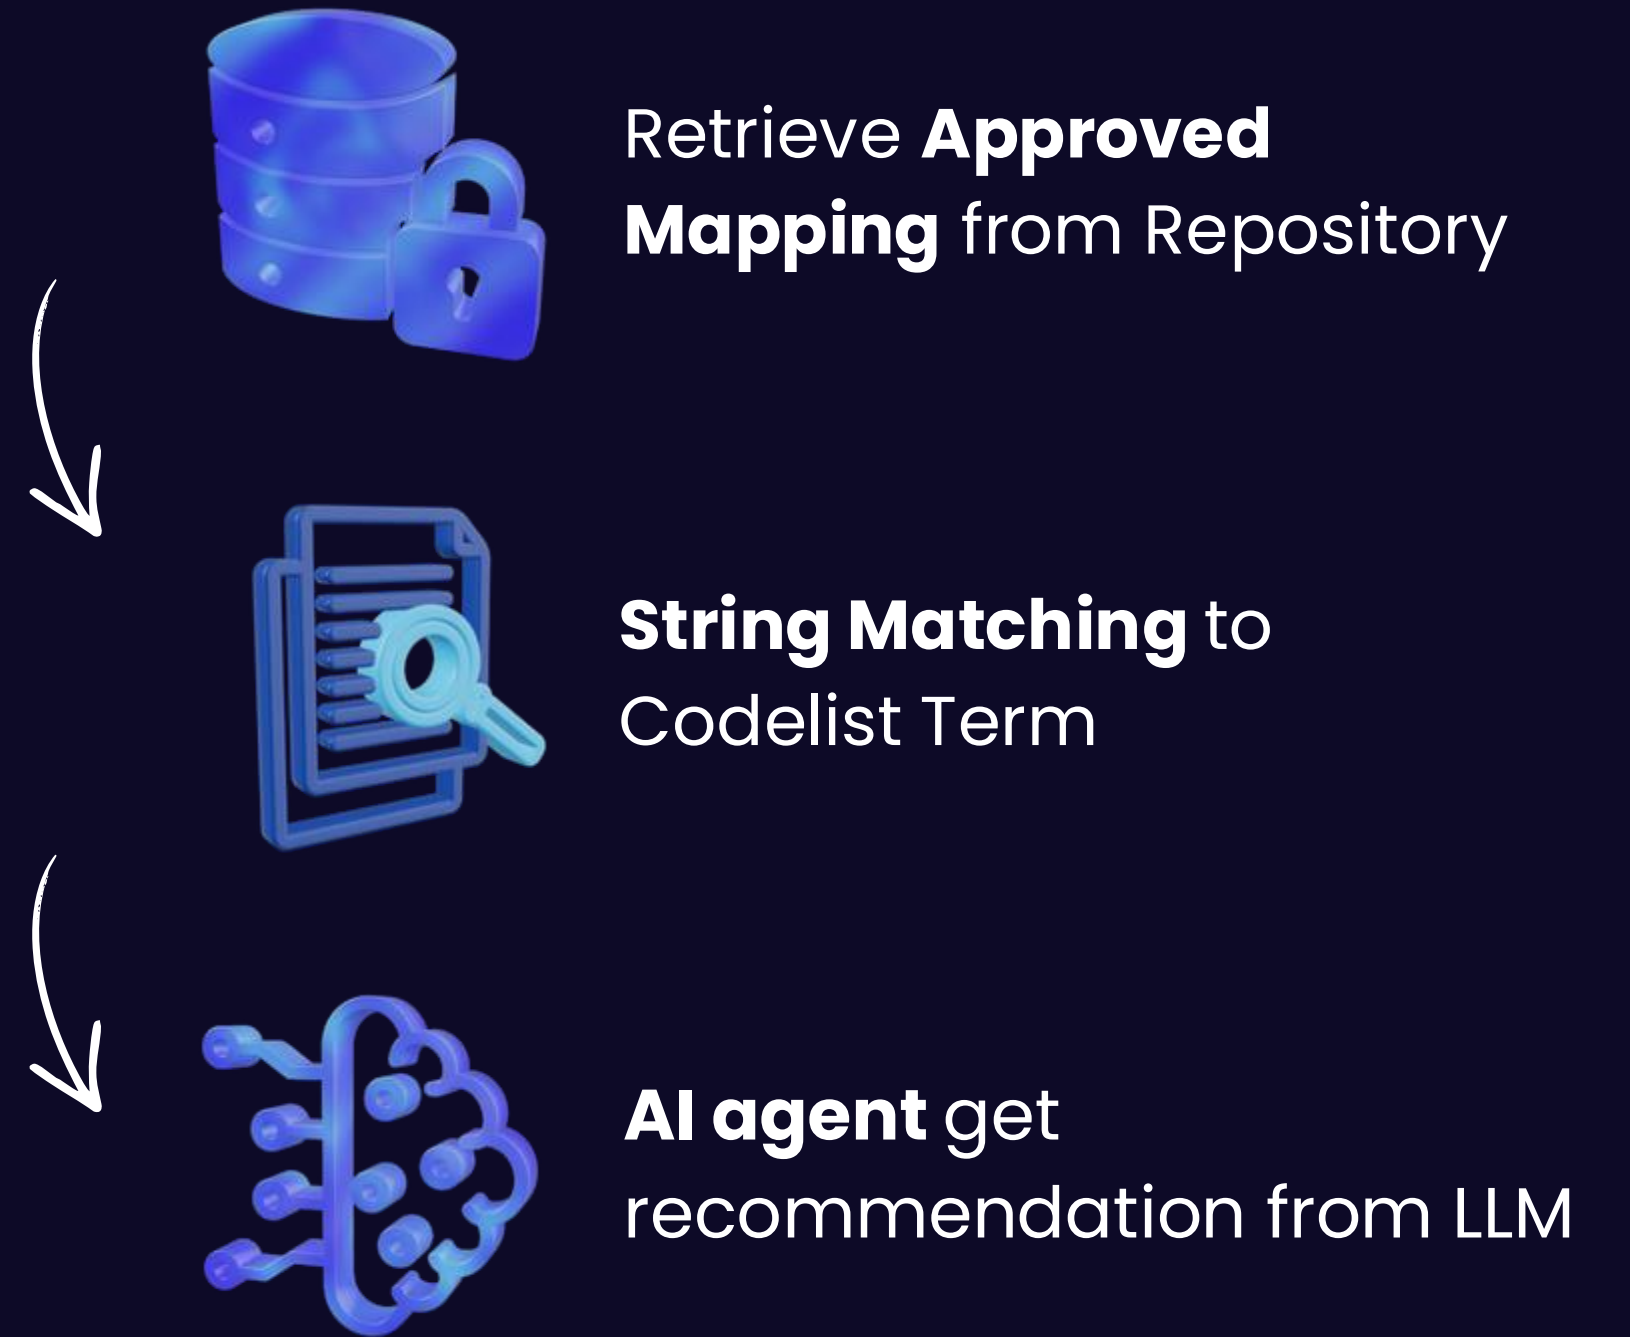 Retrieve Approved
Mapping from Repository
String Matching to
Codelist Term
AI agent get
recommendation from LLM